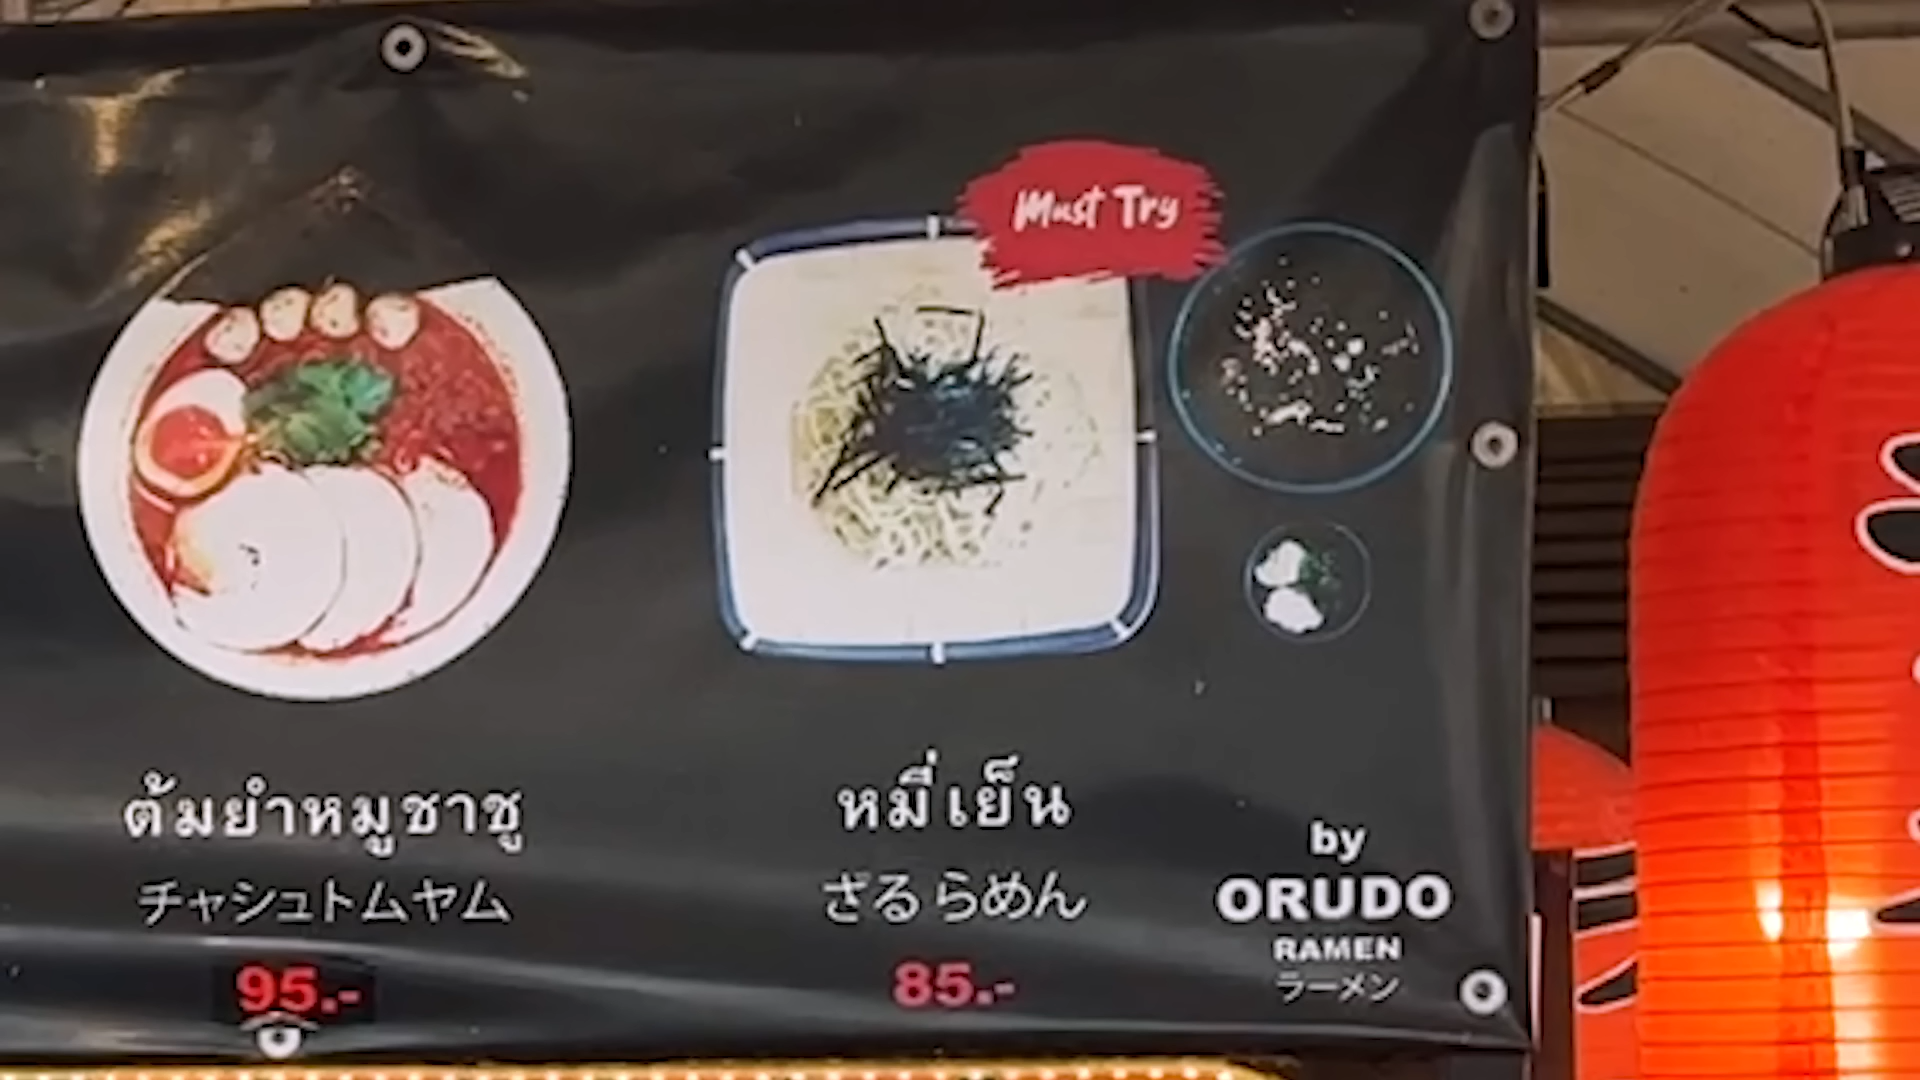 Must Try
ต้มยำหมูชาชู
チャシュトムヤム
95.-
หมี่เย็น
ざるらめん
85.-
by
ORUDO
RAMEN
ラーメン